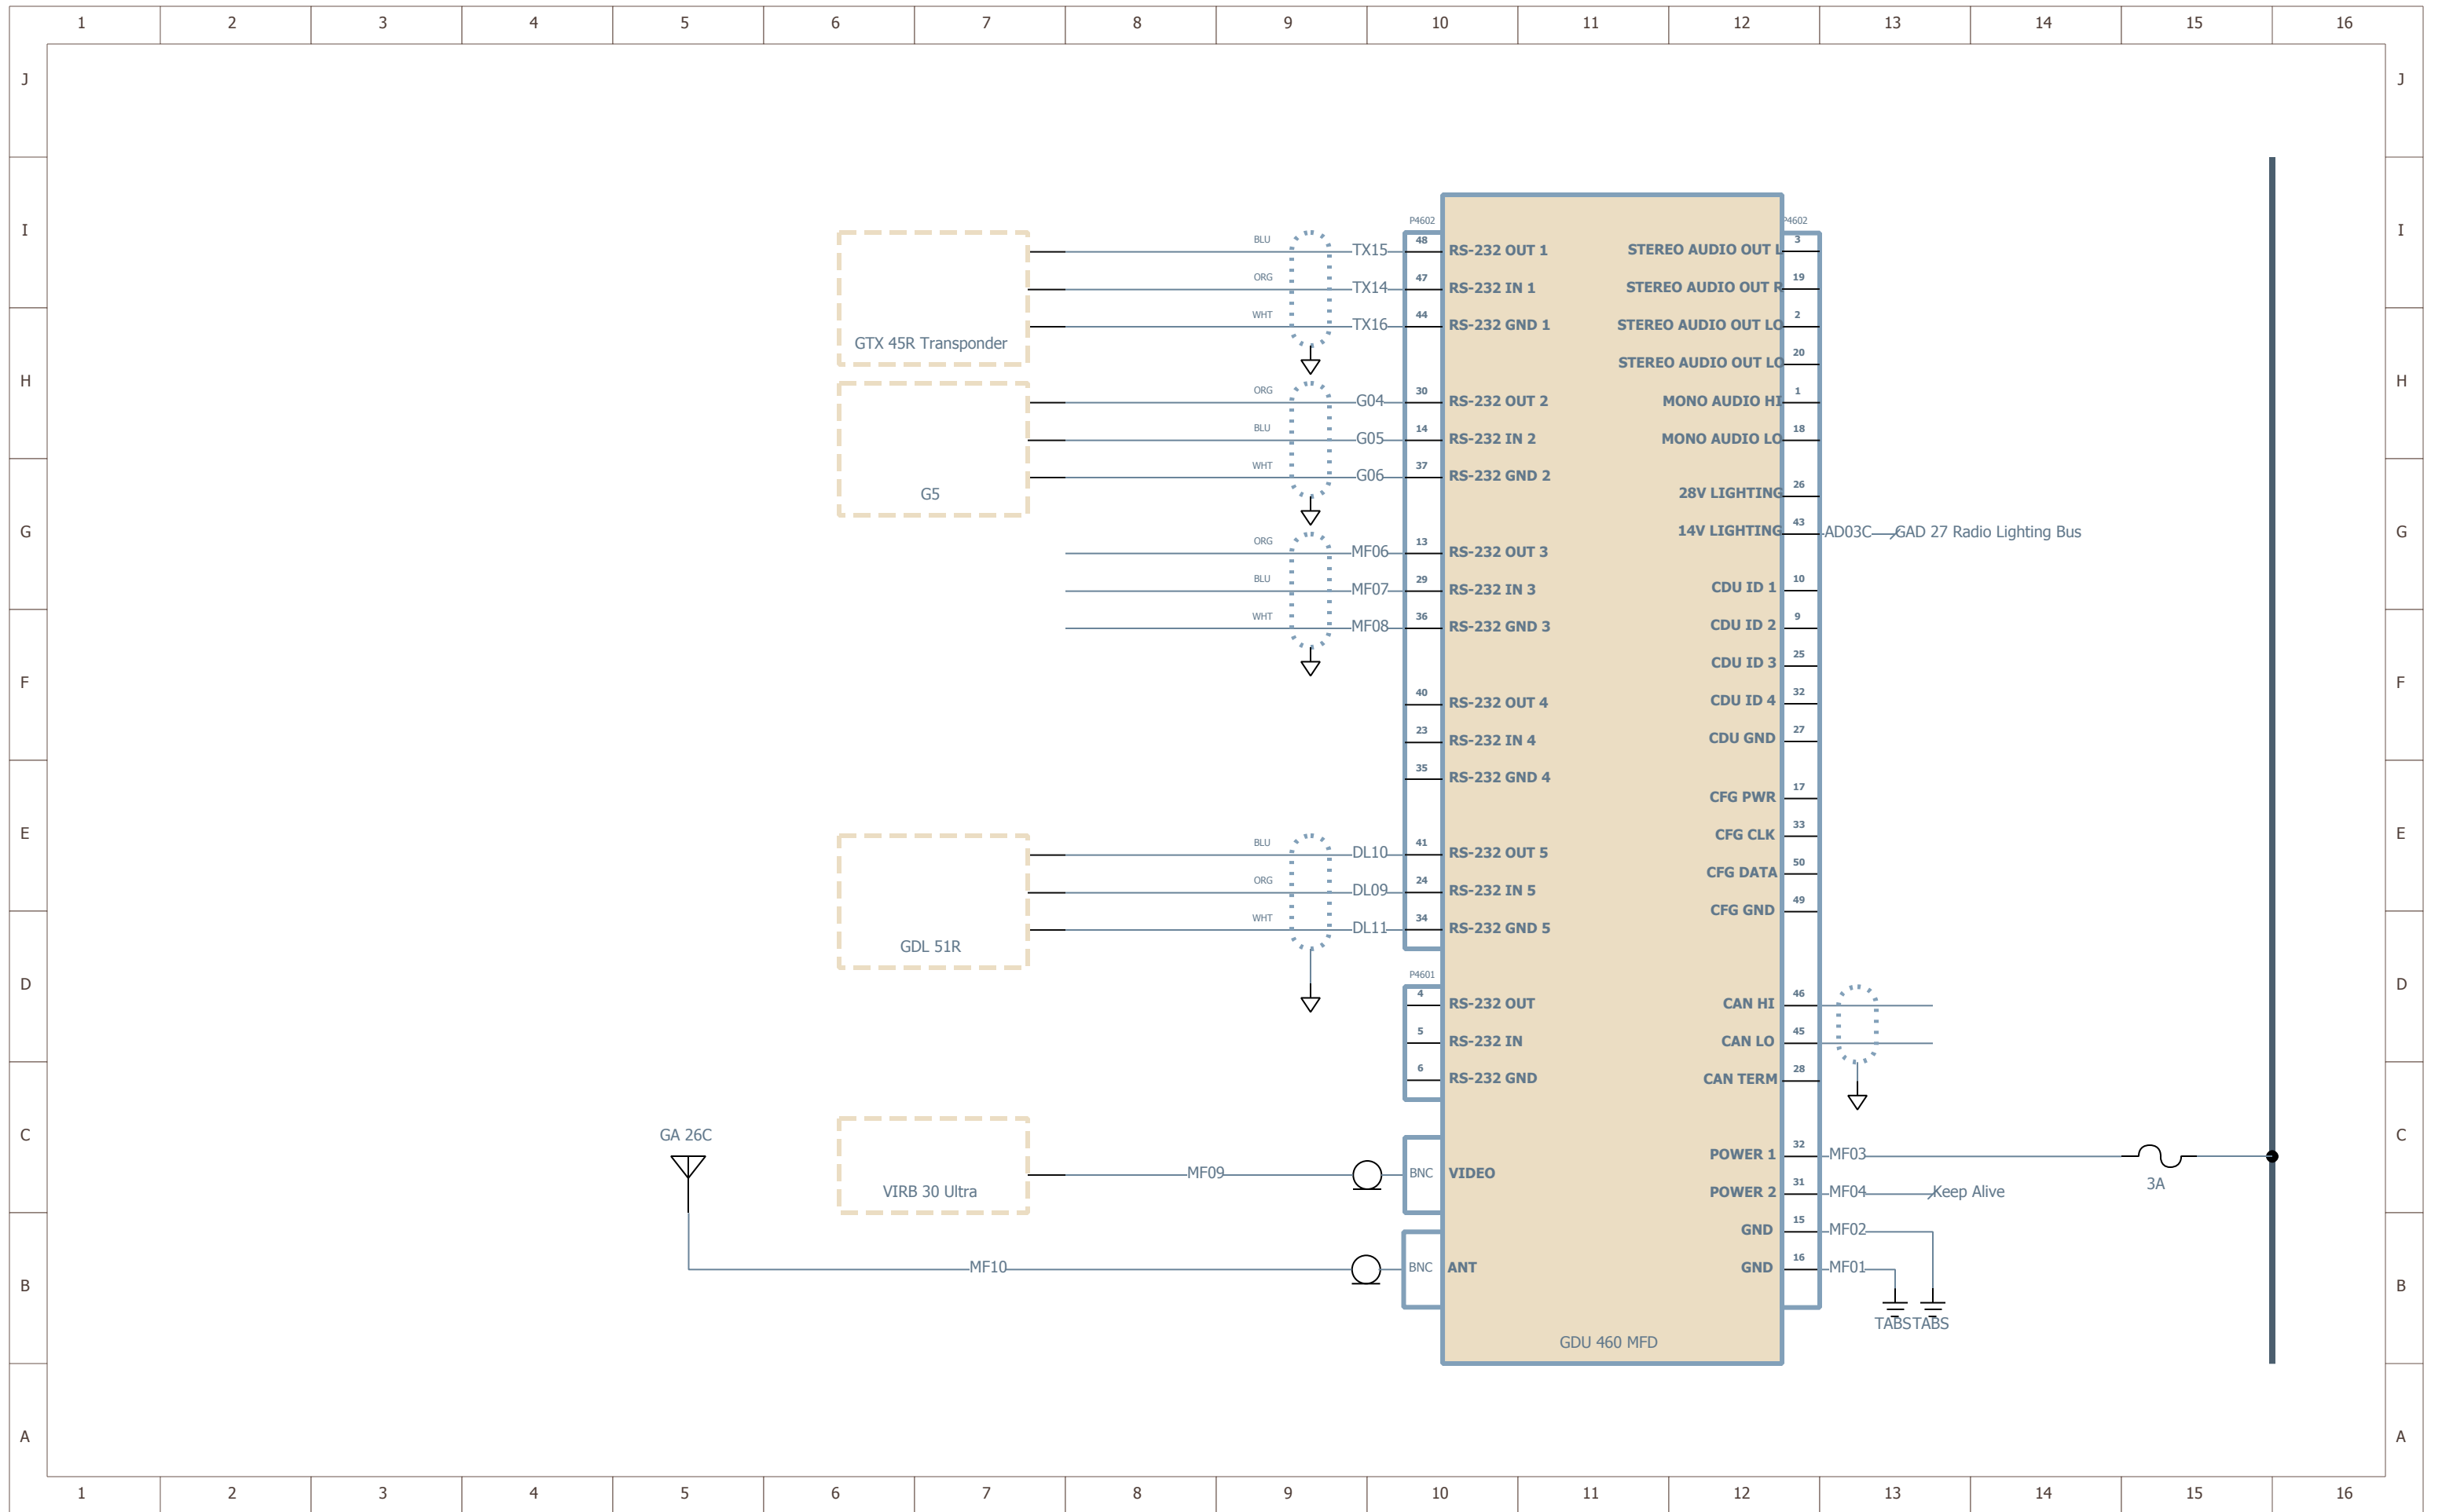 1 2 3 4 5 6 7 8 9 10 11 12 13 14 15 16
J J
I I
H H
G G
F F
E E
D D
C C
B B
A A
GTX 45R Transponder
G5
GDL 51R
GA 26C
VIRB 30 Ultra
P4602
BLU TX15 48 RS-232 OUT 1
ORG TX14 47 RS-232 IN 1
WHT TX16 44 RS-232 GND 1
ORG G04 30 RS-232 OUT 2
BLU G05 14 RS-232 IN 2
WHT G06 37 RS-232 GND 2
ORG MF06 13 RS-232 OUT 3
BLU MF07 29 RS-232 IN 3
WHT MF08 36 RS-232 GND 3
40 RS-232 OUT 4
23 RS-232 IN 4
35 RS-232 GND 4
BLU DL10 41 RS-232 OUT 5
ORG DL09 24 RS-232 IN 5
WHT DL11 34 RS-232 GND 5
P4601
4 RS-232 OUT
5 RS-232 IN
6 RS-232 GND
MF09 BNC VIDEO
MF10 BNC ANT
P4602
STEREO AUDIO OUT L 3
STEREO AUDIO OUT R 19
STEREO AUDIO OUT LO 2
STEREO AUDIO OUT LO 20
MONO AUDIO HI 1
MONO AUDIO LO 18
28V LIGHTING 26
14V LIGHTING 43 AD03C GAD 27 Radio Lighting Bus
CDU ID 1 10
CDU ID 2 9
CDU ID 3 25
CDU ID 4 32
CDU GND 27
CFG PWR 17
CFG CLK 33
CFG DATA 50
CFG GND 49
CAN HI 46
CAN LO 45
CAN TERM 28
POWER 1 32 MF03 3A
POWER 2 31 MF04 Keep Alive
GND 15 MF02
GND 16 MF01
TABS TABS
GDU 460 MFD
1 2 3 4 5 6 7 8 9 10 11 12 13 14 15 16